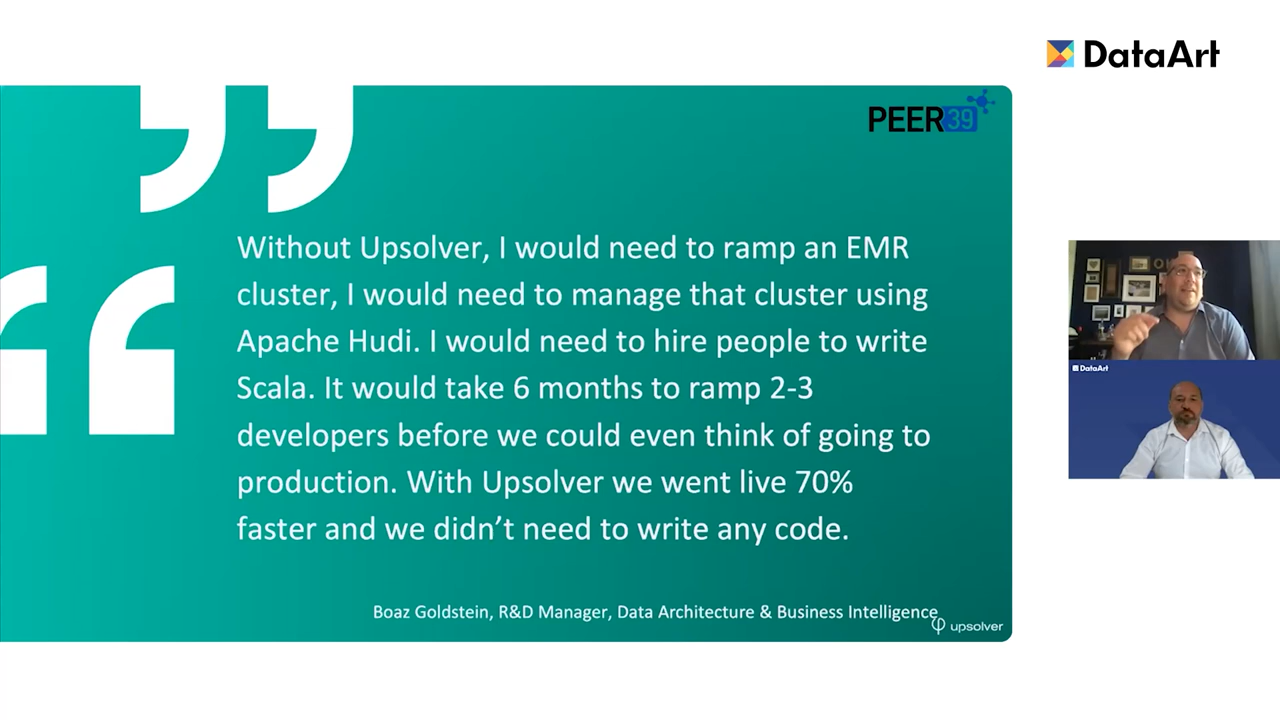 DataArt
PEER39
Without Upsolver, I would need to ramp an EMR
cluster, I would need to manage that cluster using
Apache Hudi. I would need to hire people to write
Scala. It would take 6 months to ramp 2-3
developers before we could even think of going to
production. With Upsolver we went live 70%
faster and we didn’t need to write any code.
Boaz Goldstein, R&D Manager, Data Architecture & Business Intelligence
upsolver
DataArt